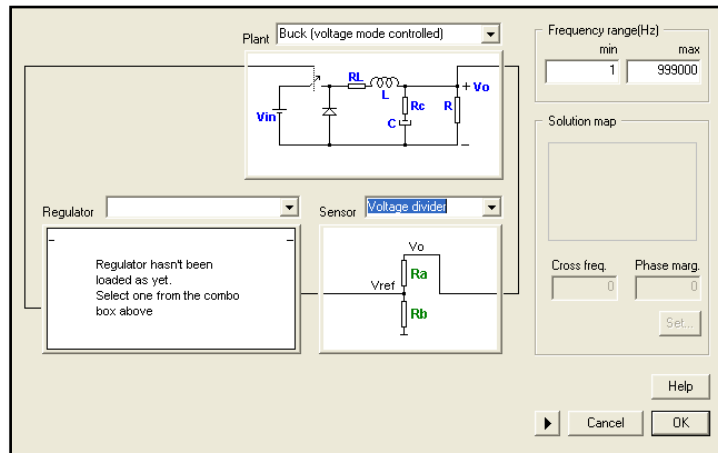 Plant Buck (voltage mode controlled)
RL
L
Vin
Rc
C
R
+ Vo
−
Frequency range(Hz)
min max
1 999000
Solution map
Cross freq. Phase marg.
0 0
Set...
Regulator
Regulator hasn't been
loaded as yet.
Select one from the combo
box above
Sensor Voltage divider
Vo
Ra
Vref
Rb
Help
Cancel OK